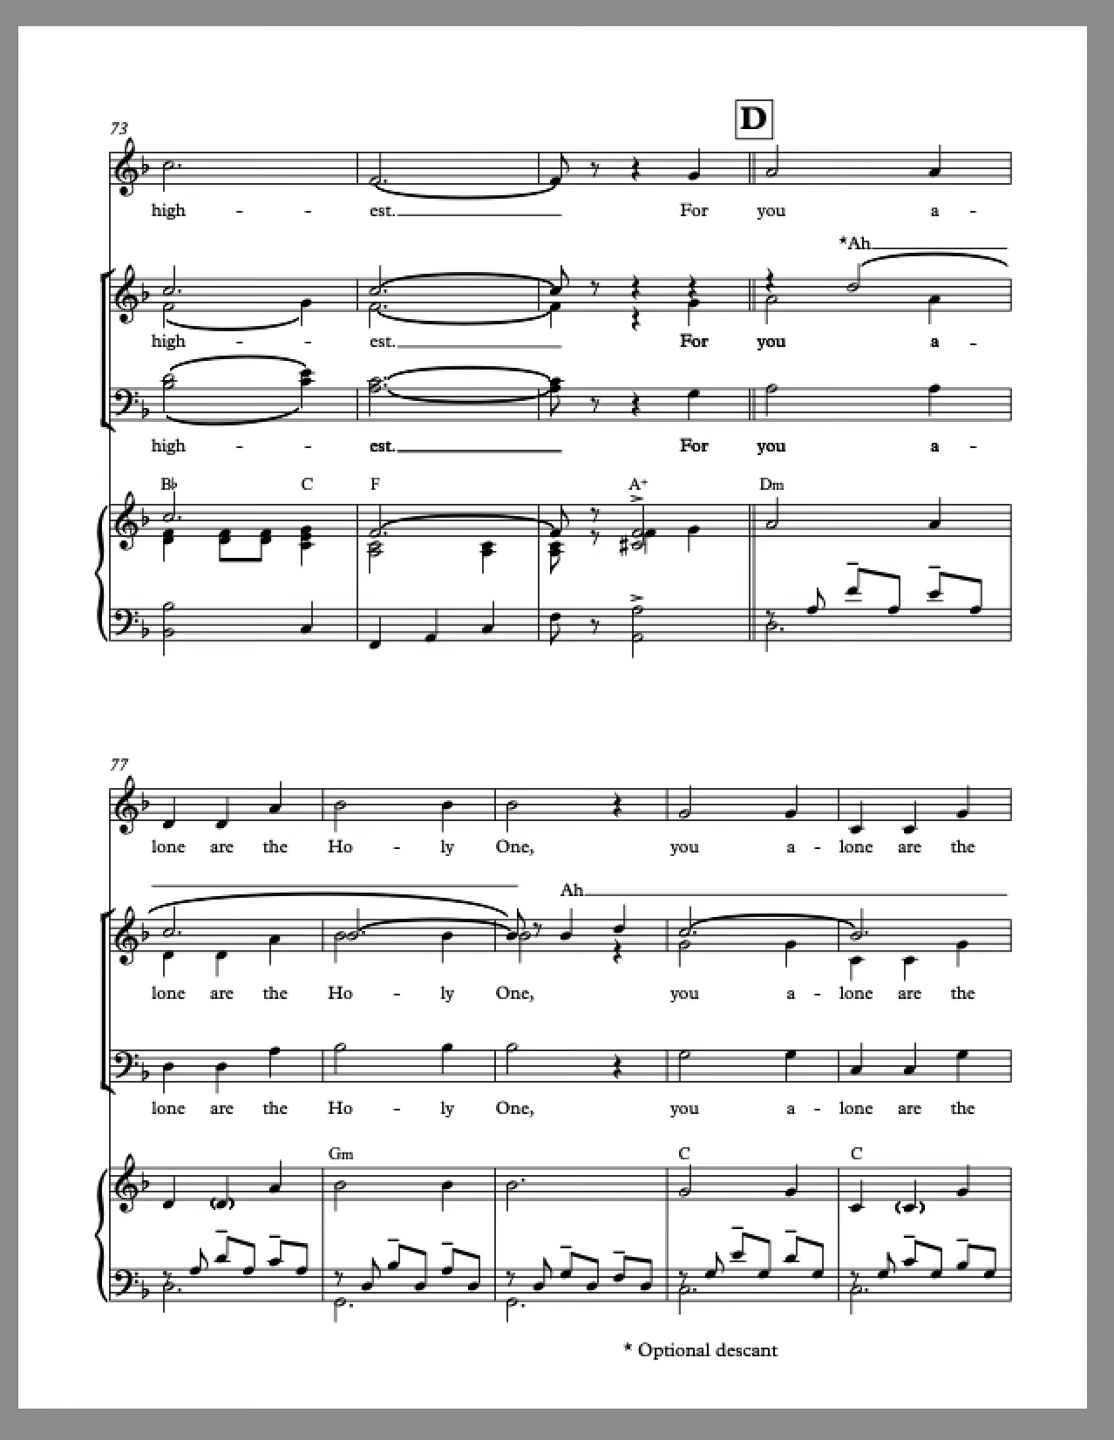 D
73
high - - est. For you a -
*Ah
high - - est. For you a -
high - - est. For you a -
B♭ C F A⁺ Dm
77
lone are the Ho - ly One, you a - lone are the
Ah
lone are the Ho - ly One, you a - lone are the
lone are the Ho - ly One, you a - lone are the
Gm C C
* Optional descant